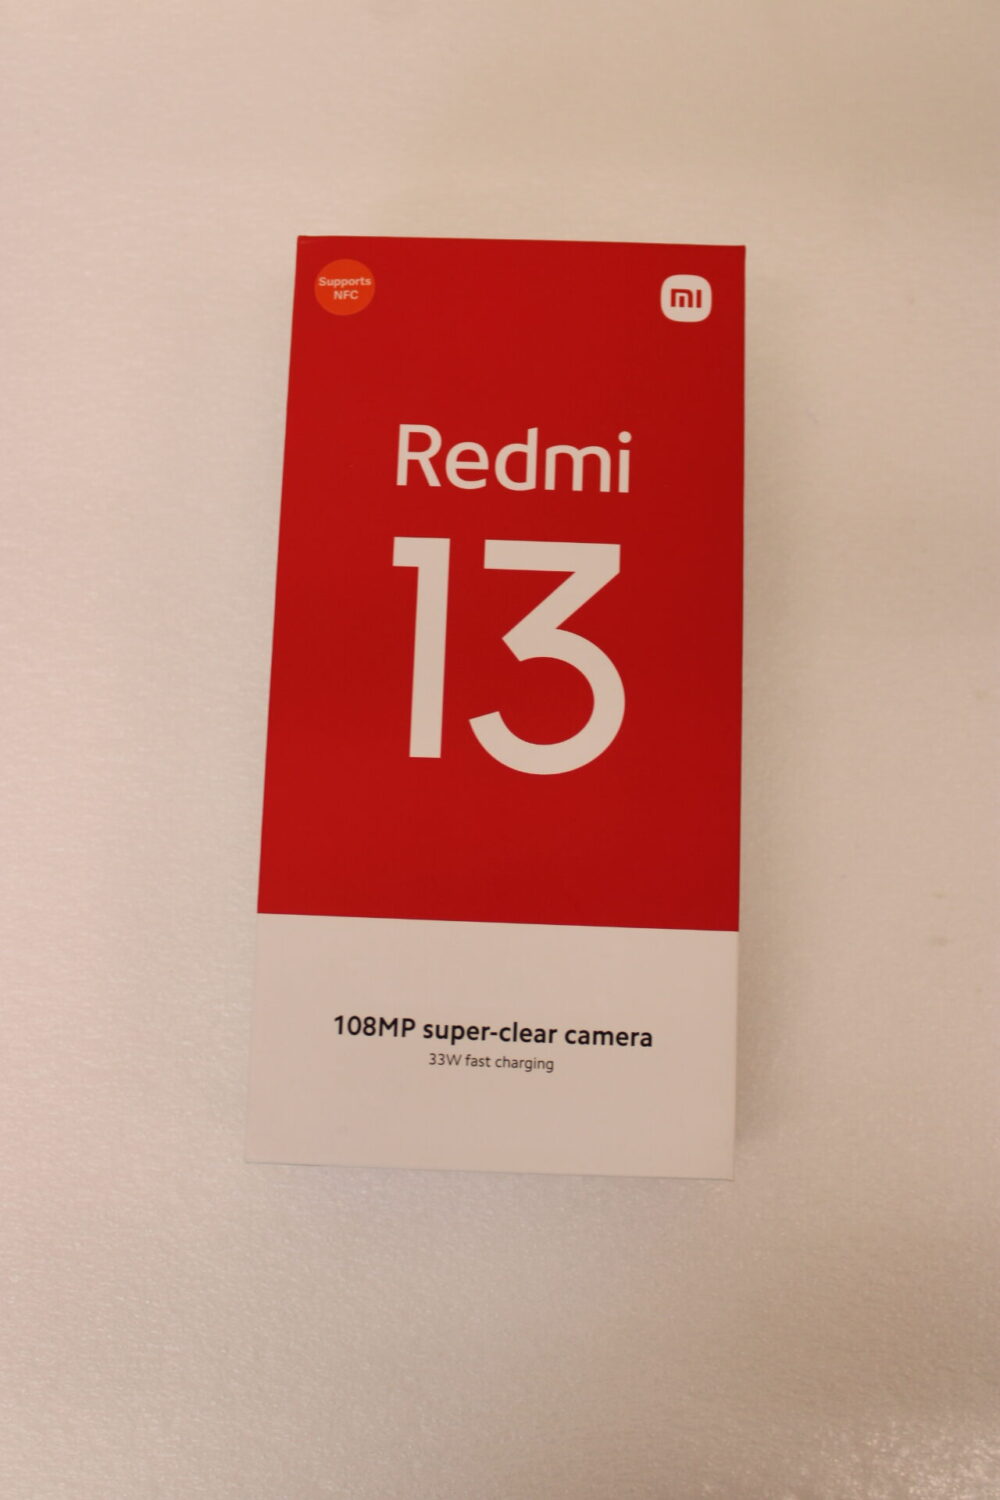 Supports
NFC
mi
Redmi
13
108MP super-clear camera
33W fast charging